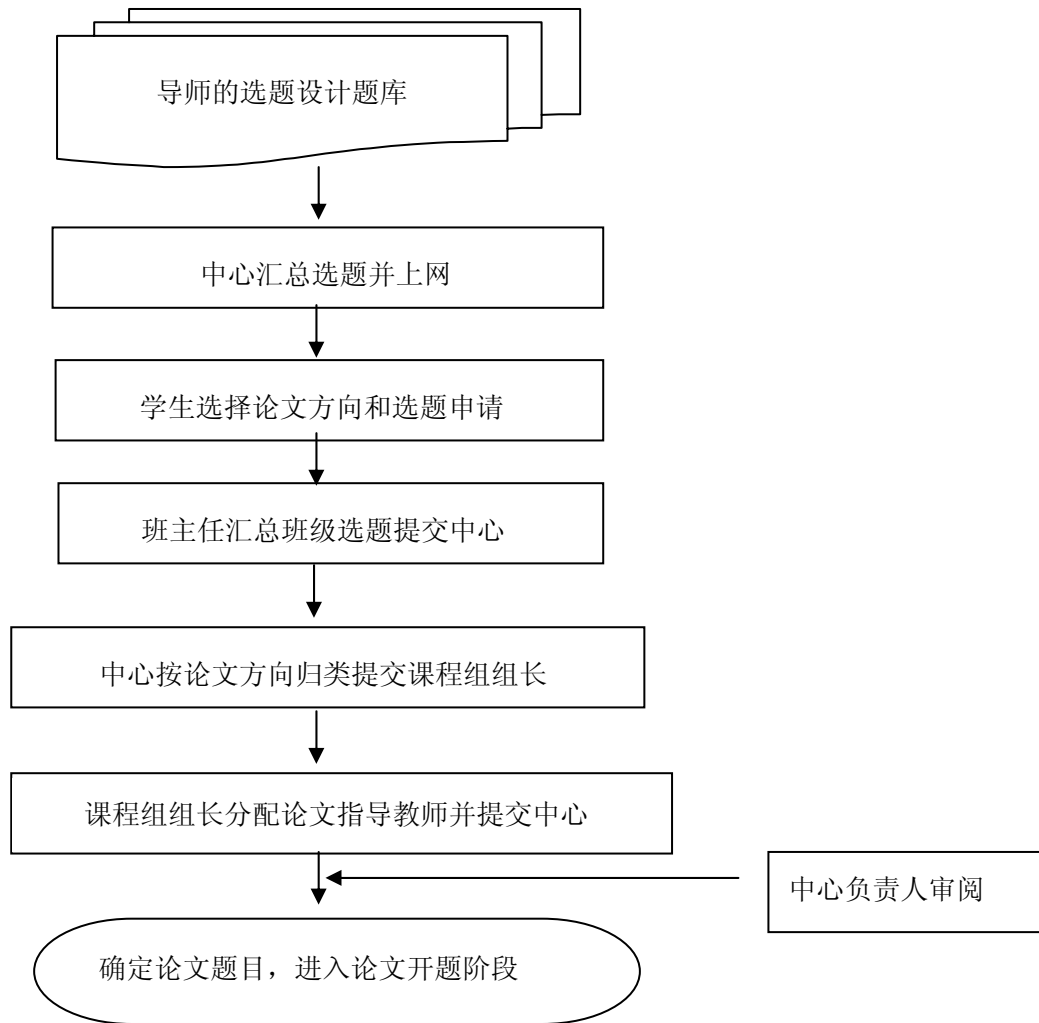 导师的选题设计题库
中心汇总选题并上网
学生选择论文方向和选题申请
班主任汇总班级选题提交中心
中心按论文方向归类提交课程组组长
课程组组长分配论文指导教师并提交中心
中心负责人审阅
确定论文题目，进入论文开题阶段